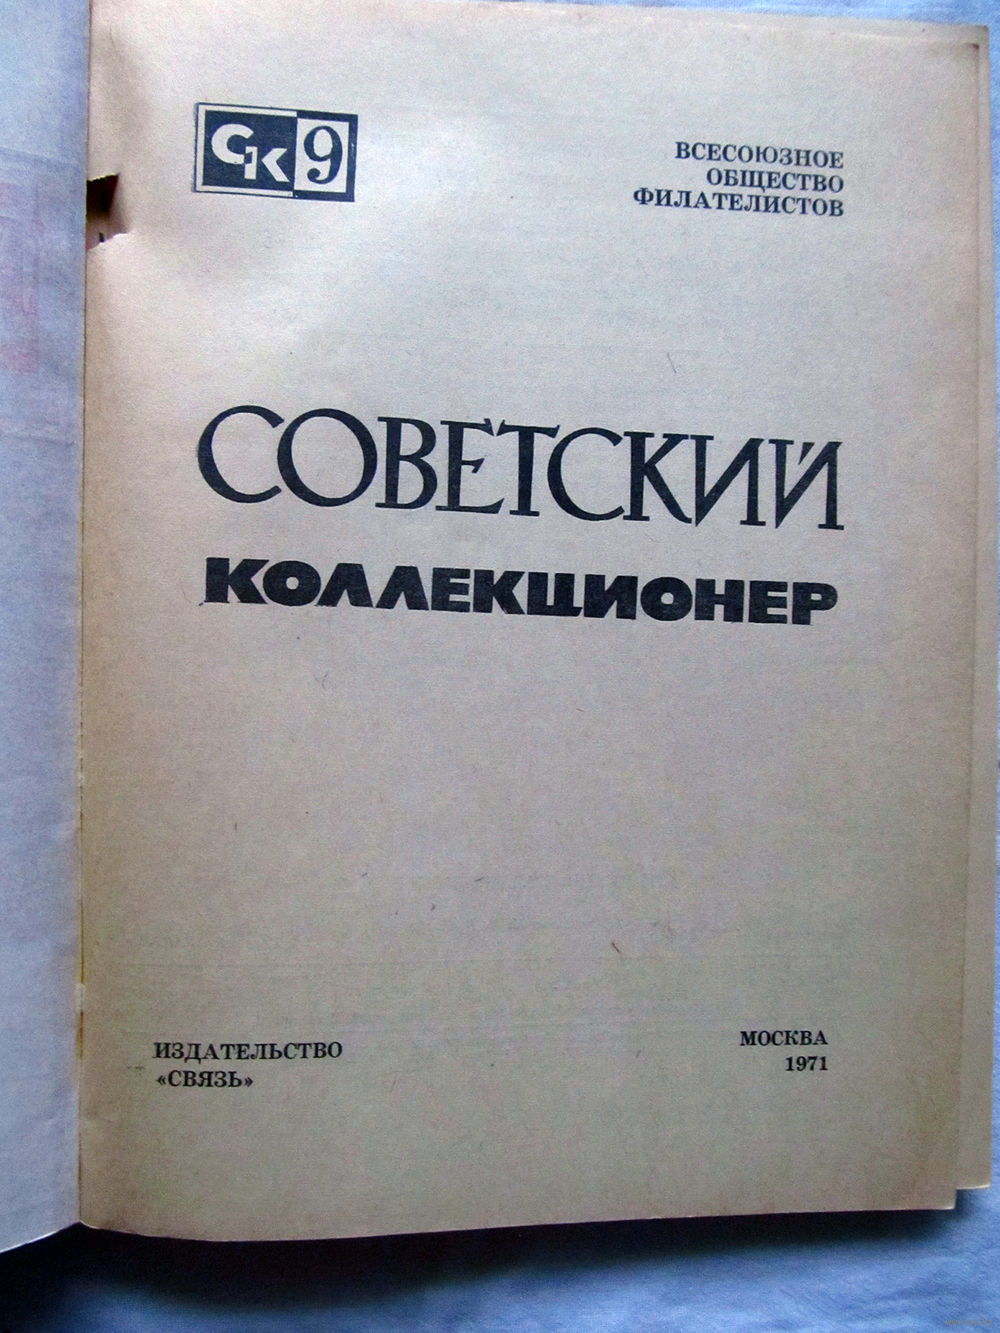 СК 9
ВСЕСОЮЗНОЕ
ОБЩЕСТВО
ФИЛАТЕЛИСТОВ
СОВЕТСКИЙ
КОЛЛЕКЦИОНЕР
ИЗДАТЕЛЬСТВО
«СВЯЗЬ»
МОСКВА
1971